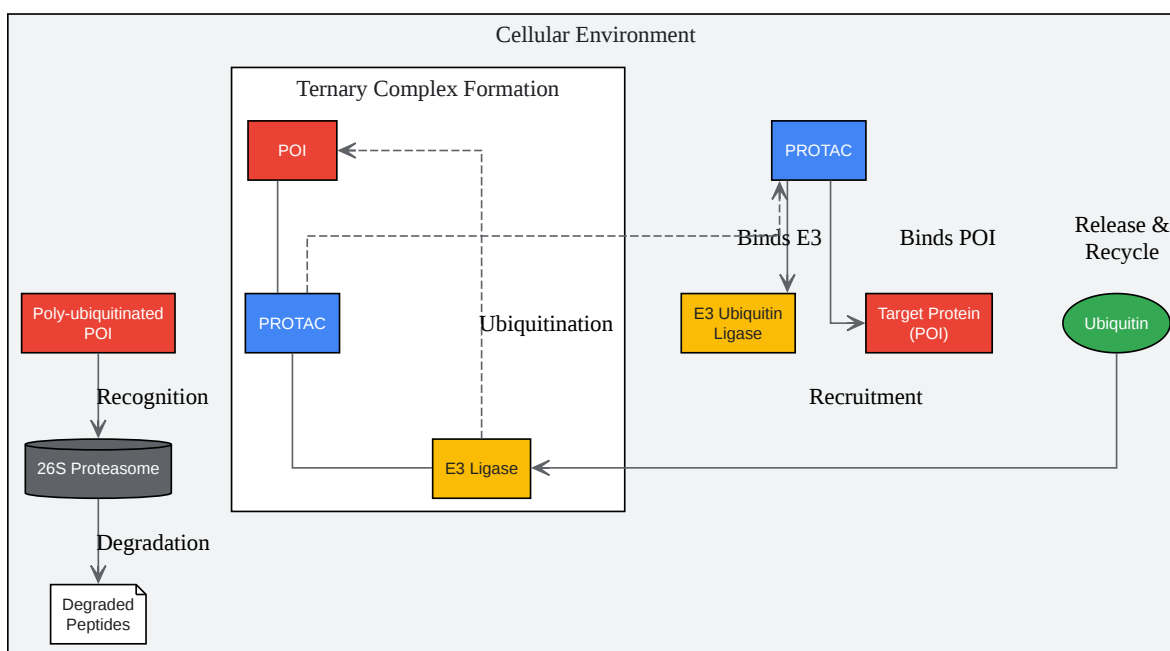 Cellular Environment
Ternary Complex Formation
POI
PROTAC
PROTAC
Binds E3
Binds POI
Release &
Recycle
Poly-ubiquitinated
POI
PROTAC
Ubiquitination
E3 Ubiquitin
Ligase
Target Protein
(POI)
Ubiquitin
Recognition
Recruitment
26S Proteasome
E3 Ligase
Degradation
Degraded
Peptides